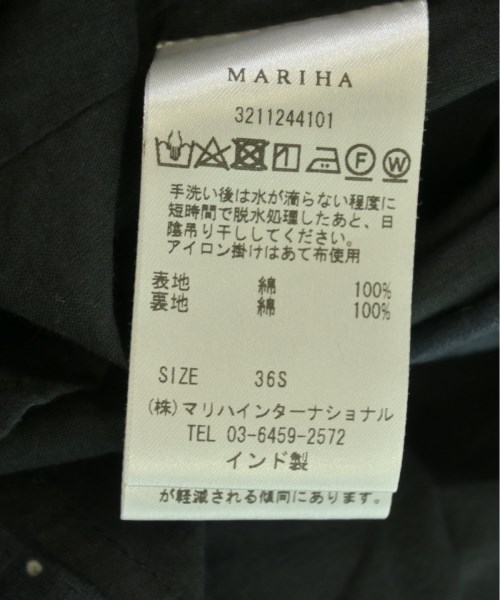 MARIHA
3211244101
F W
手洗い後は水が滴らない程度に
短時間で脱水処理したあと、日
陰吊り干ししてください。
アイロン掛けはあて布使用
表地 綿 100%
裏地 綿 100%
SIZE 36S
(株)マリハインターナショナル
TEL 03-6459-2572
インド製
が軽減される傾向にあります。